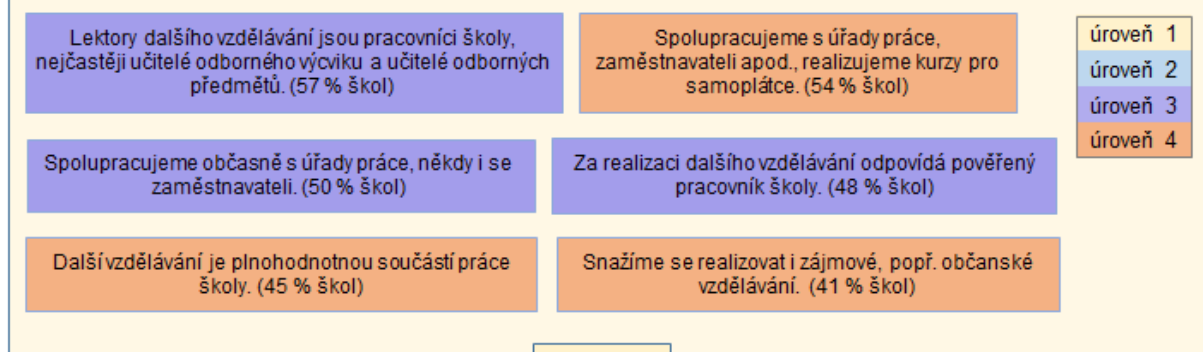 Lektory dalšího vzdělávání jsou pracovníci školy,
nejčastěji učitelé odborného výcviku a učitelé odborných
předmětů. (57 % škol)
Spolupracujeme s úřady práce,
zaměstnavateli apod., realizujeme kurzy pro
samoplátce. (54 % škol)
úroveň 1
úroveň 2
úroveň 3
úroveň 4
Spolupracujeme občasně s úřady práce, někdy i se
zaměstnavateli. (50 % škol)
Za realizaci dalšího vzdělávání odpovídá pověřený
pracovník školy. (48 % škol)
Další vzdělávání je plnohodnotnou součástí práce
školy. (45 % škol)
Snažíme se realizovat i zájmové, popř. občanské
vzdělávání. (41 % škol)